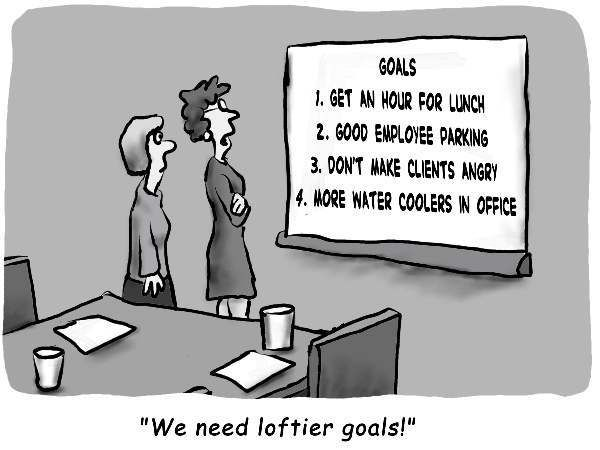 GOALS
1. GET AN HOUR FOR LUNCH
2. GOOD EMPLOYEE PARKING
3. DON'T MAKE CLIENTS ANGRY
4. MORE WATER COOLERS IN OFFICE
"We need loftier goals!"